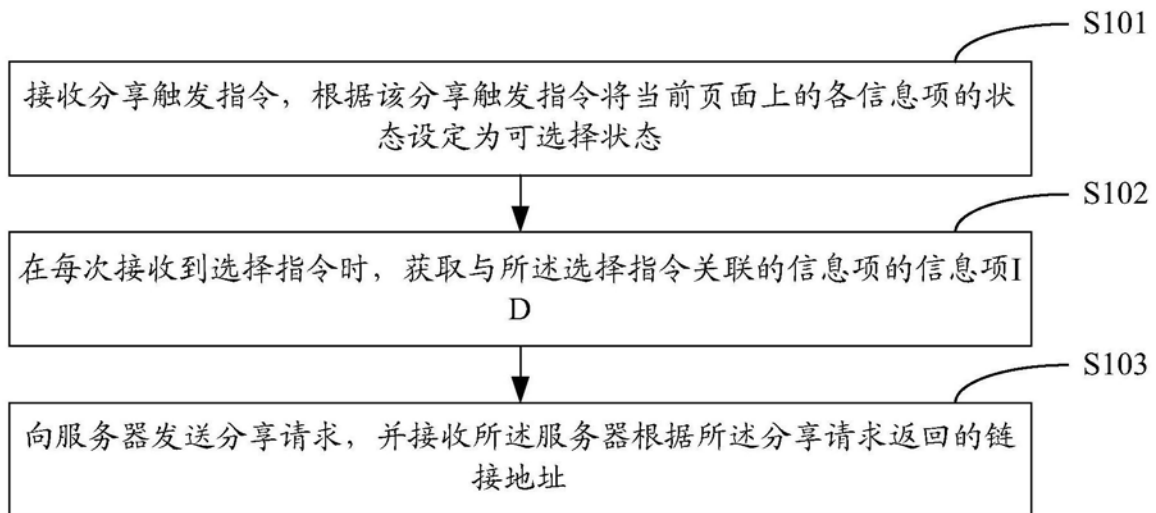 S101
接收分享触发指令，根据该分享触发指令将当前页面上的各信息项的状
态设定为可选择状态
S102
在每次接收到选择指令时，获取与所述选择指令关联的信息项的信息项I
D
S103
向服务器发送分享请求，并接收所述服务器根据所述分享请求返回的链
接地址